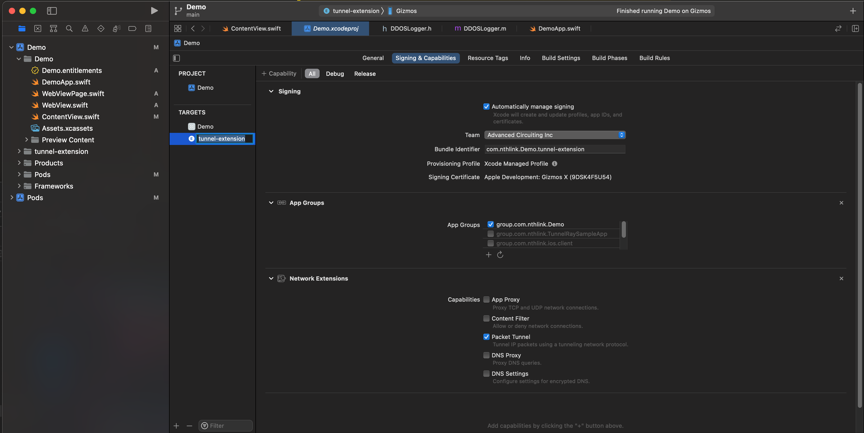 Demo
main
tunnel-extension ⟩ Gizmos
Finished running Demo on Gizmos
ContentView.swift
Demo.xcodeproj
DDOSLogger.h
DDOSLogger.m
DemoApp.swift
Demo
General
Signing & Capabilities
Resource Tags
Info
Build Settings
Build Phases
Build Rules
Demo M
Demo
Demo.entitlements A
DemoApp.swift
WebViewPage.swift A
WebView.swift A
ContentView.swift M
Assets.xcassets
Preview Content
tunnel-extension
Products
Pods M
Frameworks
Pods M
PROJECT
Demo
TARGETS
Demo
tunnel-extension
Filter
+ Capability
All
Debug
Release
Signing
Automatically manage signing
Xcode will create and update profiles, app IDs, and
certificates.
Team Advanced Circuiting Inc
Bundle Identifier com.nthlink.Demo.tunnel-extension
Provisioning Profile Xcode Managed Profile
Signing Certificate Apple Development: Gizmos X (9DSK4F5U54)
App Groups
App Groups group.com.nthlink.Demo
group.com.nthlink.TunnelRaySampleApp
group.com.nthlink.ios.client
Network Extensions
Capabilities App Proxy
Proxy TCP and UDP network connections.
Content Filter
Allow or deny network connections.
Packet Tunnel
Tunnel IP packets using a tunneling network protocol.
DNS Proxy
Proxy DNS queries.
DNS Settings
Configure settings for encrypted DNS.
Add capabilities by clicking the "+" button above.